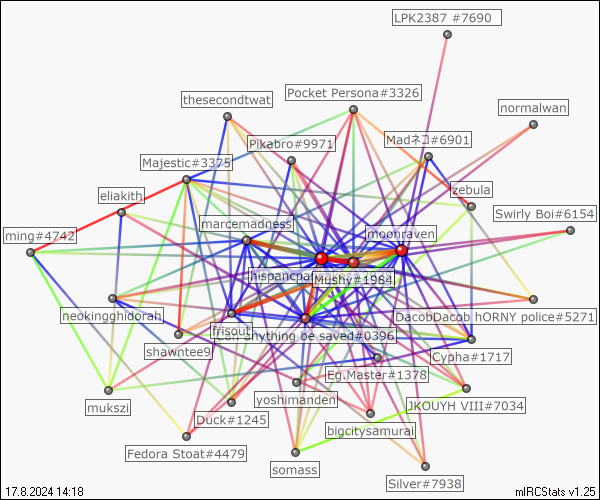 LPK2387 #7690
Pocket Persona#3326
thesecondtwat
normalwan
Madネコ#6901
Pikabro#9971
Majestic#3375
zebula
eliakith
Swirly Boi#6154
marcemadness
moonraven
ming#4742
Mushy#1984
neokingghidorah
DacobDacob hORNY police#5271
frisout
anything be saved#0396
shawntee9
Cypha#1717
Eg.Master#1378
yoshimanden
JKOUYH VIII#7034
mukszi
Duck#1245
bigcitysamurai
Fedora Stoat#4479
somass
Silver#7938
17.8.2024 14:18
mIRCStats v1.25